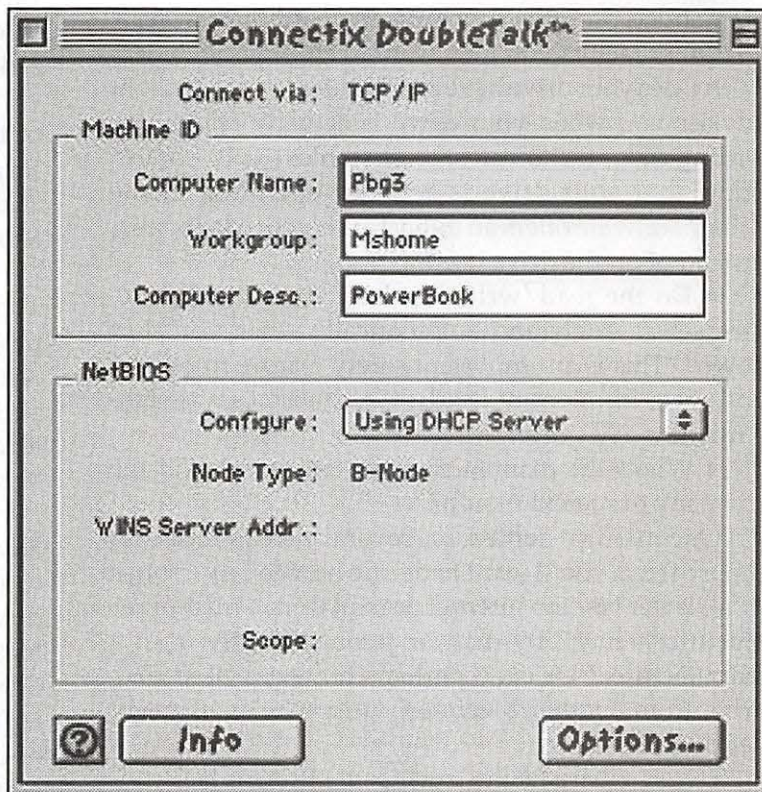 Connectix DoubleTalk™
Connect via: TCP/IP
Machine ID
Computer Name: Pbg3
Workgroup: Mshome
Computer Desc.: PowerBook
NetBIOS
Configure: Using DHCP Server
Node Type: B-Node
WINS Server Addr.:
Scope:
? Info Options...